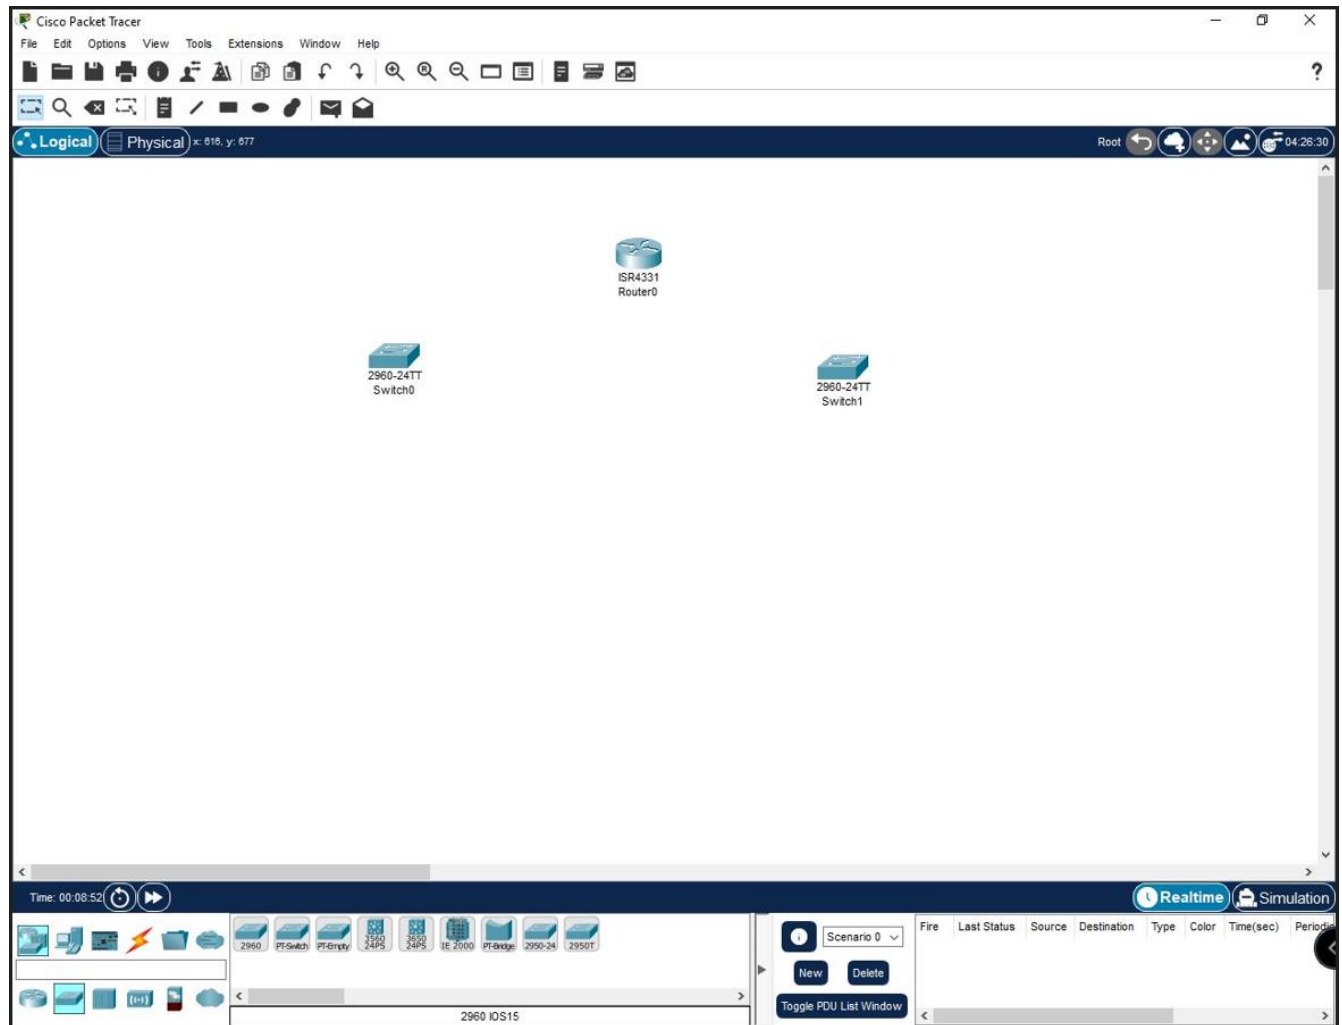 Cisco Packet Tracer
File Edit Options View Tools Extensions Window Help
?
Logical Physical x: 616, y: 677
Root 04:26:30
ISR4331
Router0
2960-24TT
Switch0
2960-24TT
Switch1
Time: 00:08:52
Realtime Simulation
2960 PT-Switch PT-Empty 3560 24PS 3650 24PS IE 2000 PT-Bridge 2950-24 2950T
2960 IOS15
Scenario 0
New Delete
Toggle PDU List Window
Fire Last Status Source Destination Type Color Time(sec) Periodic